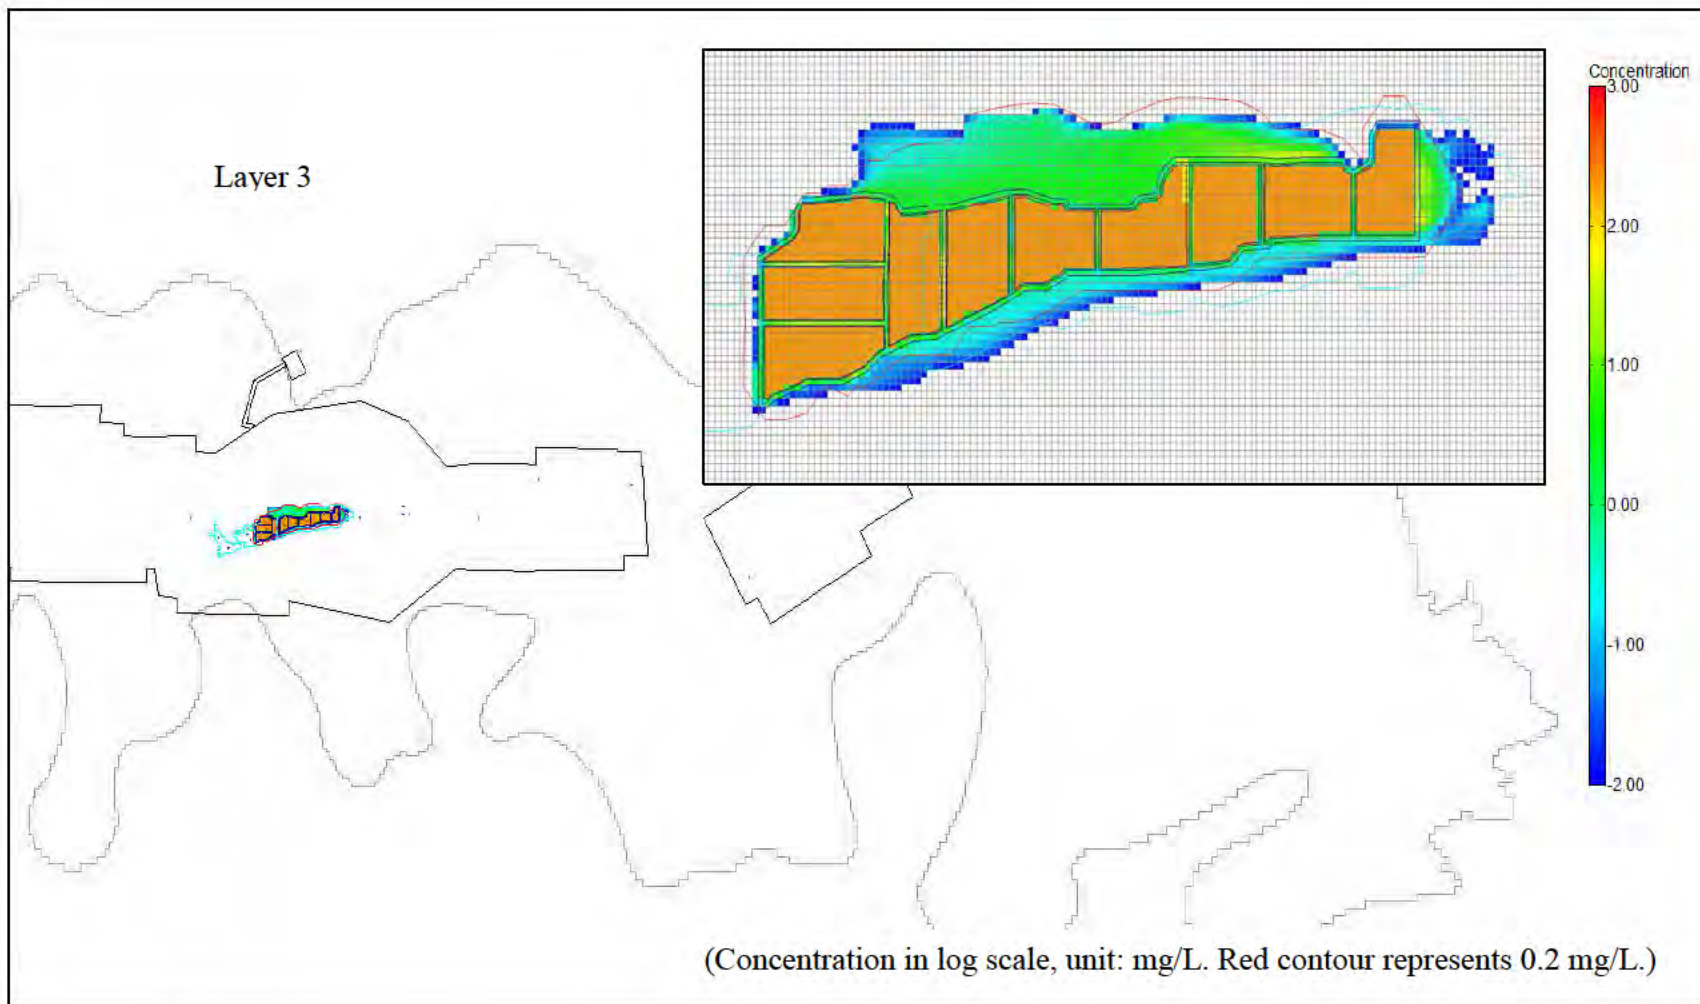 Layer 3
Concentration
3.00
2.00
1.00
0.00
-1.00
-2.00
(Concentration in log scale, unit: mg/L. Red contour represents 0.2 mg/L.)